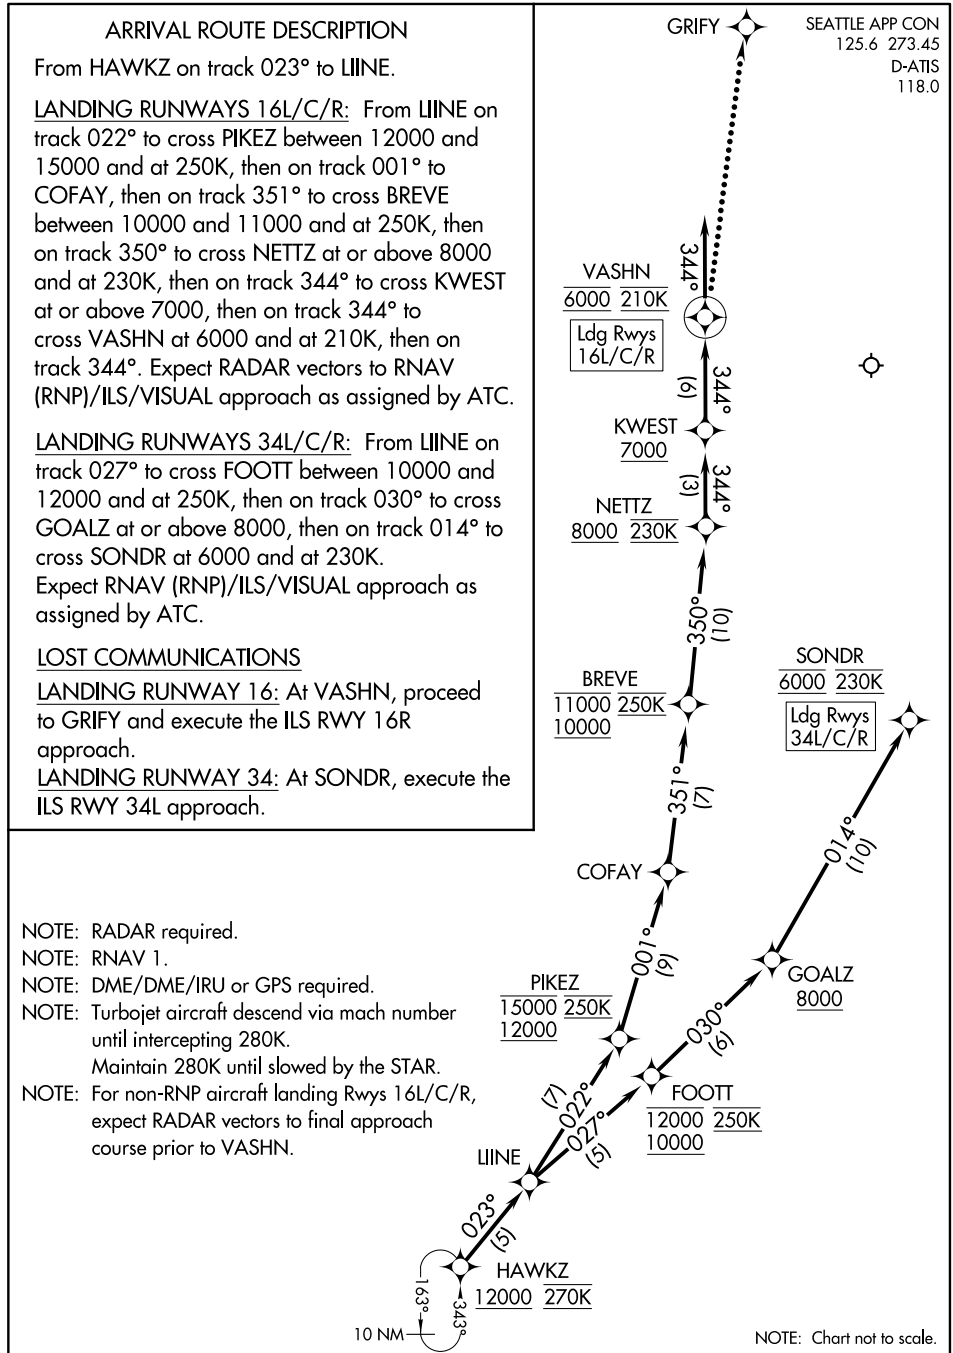 ARRIVAL ROUTE DESCRIPTION
From HAWKZ on track 023° to LIINE.
LANDING RUNWAYS 16L/C/R: From LIINE on
track 022° to cross PIKEZ between 12000 and
15000 and at 250K, then on track 001° to
COFAY, then on track 351° to cross BREVE
between 10000 and 11000 and at 250K, then
on track 350° to cross NETTZ at or above 8000
and at 230K, then on track 344° to cross KWEST
at or above 7000, then on track 344° to
cross VASHN at 6000 and at 210K, then on
track 344°. Expect RADAR vectors to RNAV
(RNP)/ILS/VISUAL approach as assigned by ATC.
LANDING RUNWAYS 34L/C/R: From LIINE on
track 027° to cross FOOTT between 10000 and
12000 and at 250K, then on track 030° to cross
GOALZ at or above 8000, then on track 014° to
cross SONDR at 6000 and at 230K.
Expect RNAV (RNP)/ILS/VISUAL approach as
assigned by ATC.
LOST COMMUNICATIONS
LANDING RUNWAY 16: At VASHN, proceed
to GRIFY and execute the ILS RWY 16R
approach.
LANDING RUNWAY 34: At SONDR, execute the
ILS RWY 34L approach.
NOTE: RADAR required.
NOTE: RNAV 1.
NOTE: DME/DME/IRU or GPS required.
NOTE: Turbojet aircraft descend via mach number
until intercepting 280K.
Maintain 280K until slowed by the STAR.
NOTE: For non-RNP aircraft landing Rwys 16L/C/R,
expect RADAR vectors to final approach
course prior to VASHN.
SEATTLE APP CON
125.6 273.45
D-ATIS
118.0
GRIFY
344°
VASHN
6000 210K
Ldg Rwys
16L/C/R
344°
(6)
KWEST
7000
344°
(3)
NETTZ
8000 230K
350°
(10)
BREVE
11000 250K
10000
351°
(7)
COFAY
001°
(9)
PIKEZ
15000 250K
12000
022°
(7)
SONDR
6000 230K
Ldg Rwys
34L/C/R
014°
(10)
GOALZ
8000
030°
(6)
FOOTT
12000 250K
10000
027°
(5)
LIINE
023°
(5)
HAWKZ
12000 270K
163°
343°
10 NM
NOTE: Chart not to scale.